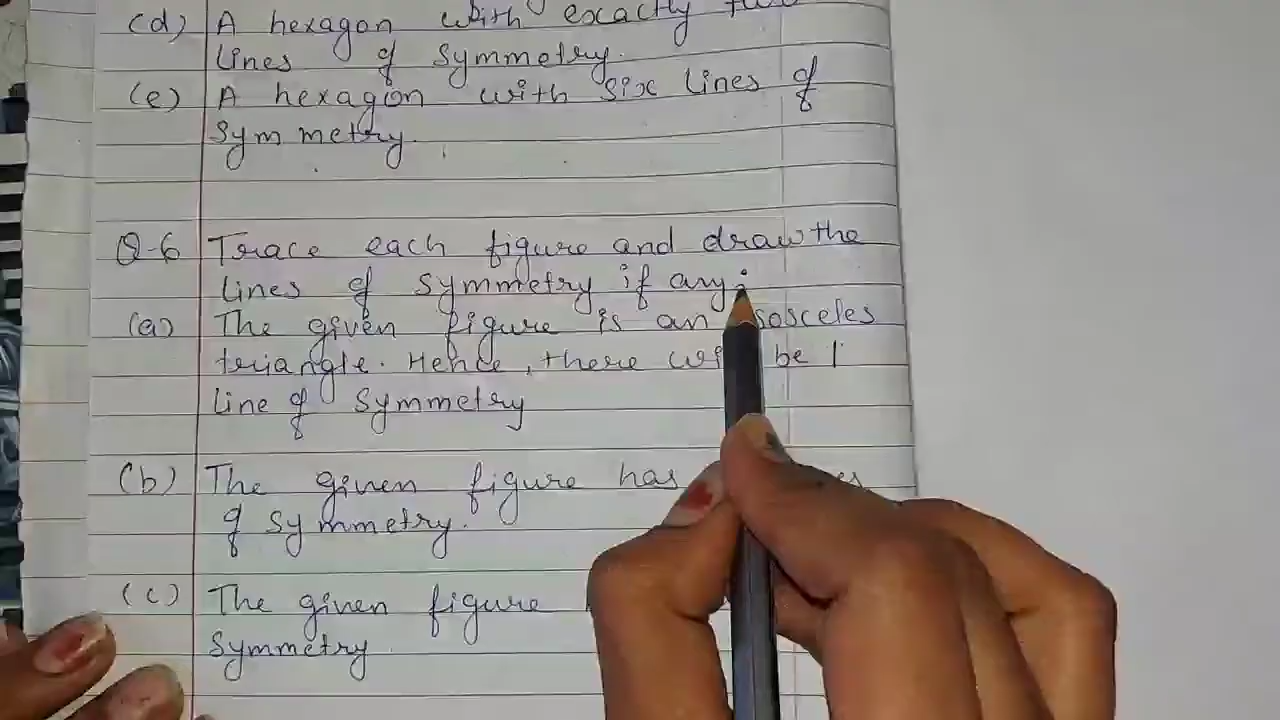 (d) A hexagon with exactly
lines of symmetry.
(e) A hexagon with six lines of
symmetry.
Q-6 Trace each figure and draw the
lines of symmetry if any:
(a) The given figure is an isosceles
triangle. Hence, there be 1
line of symmetry
(b) The given figure has
of symmetry.
(c) The given figure
symmetry